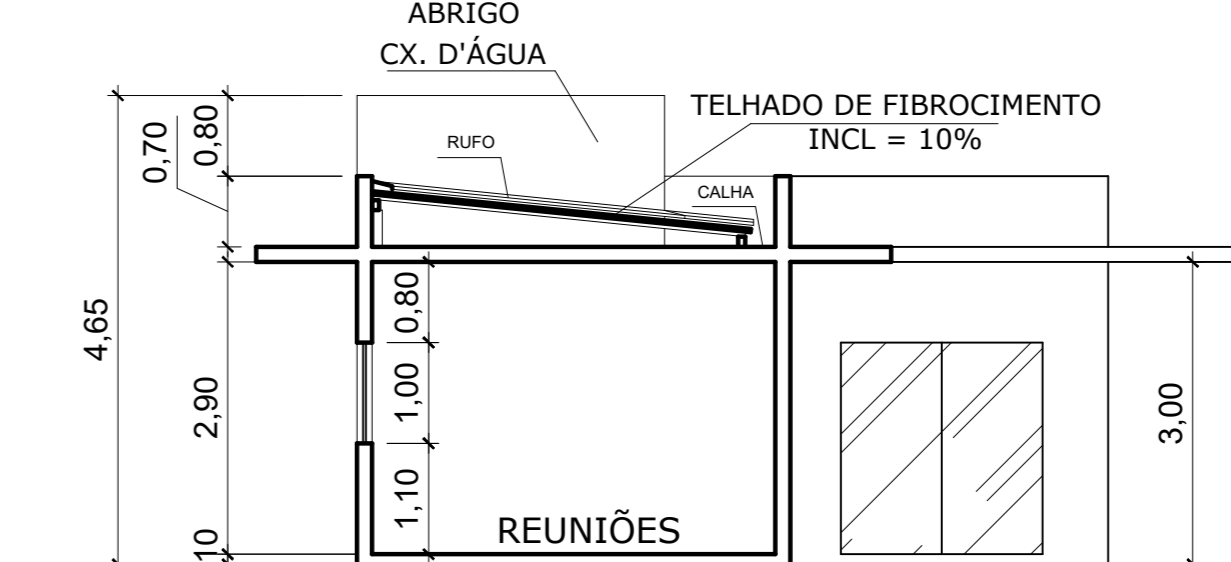 ABRIGO
CX. D'ÁGUA
TELHADO DE FIBROCIMENTO
INCL = 10%
RUFO
CALHA
0,80
0,70
4,65
2,90
10
0,80
1,00
1,10
REUNIÕES
3,00